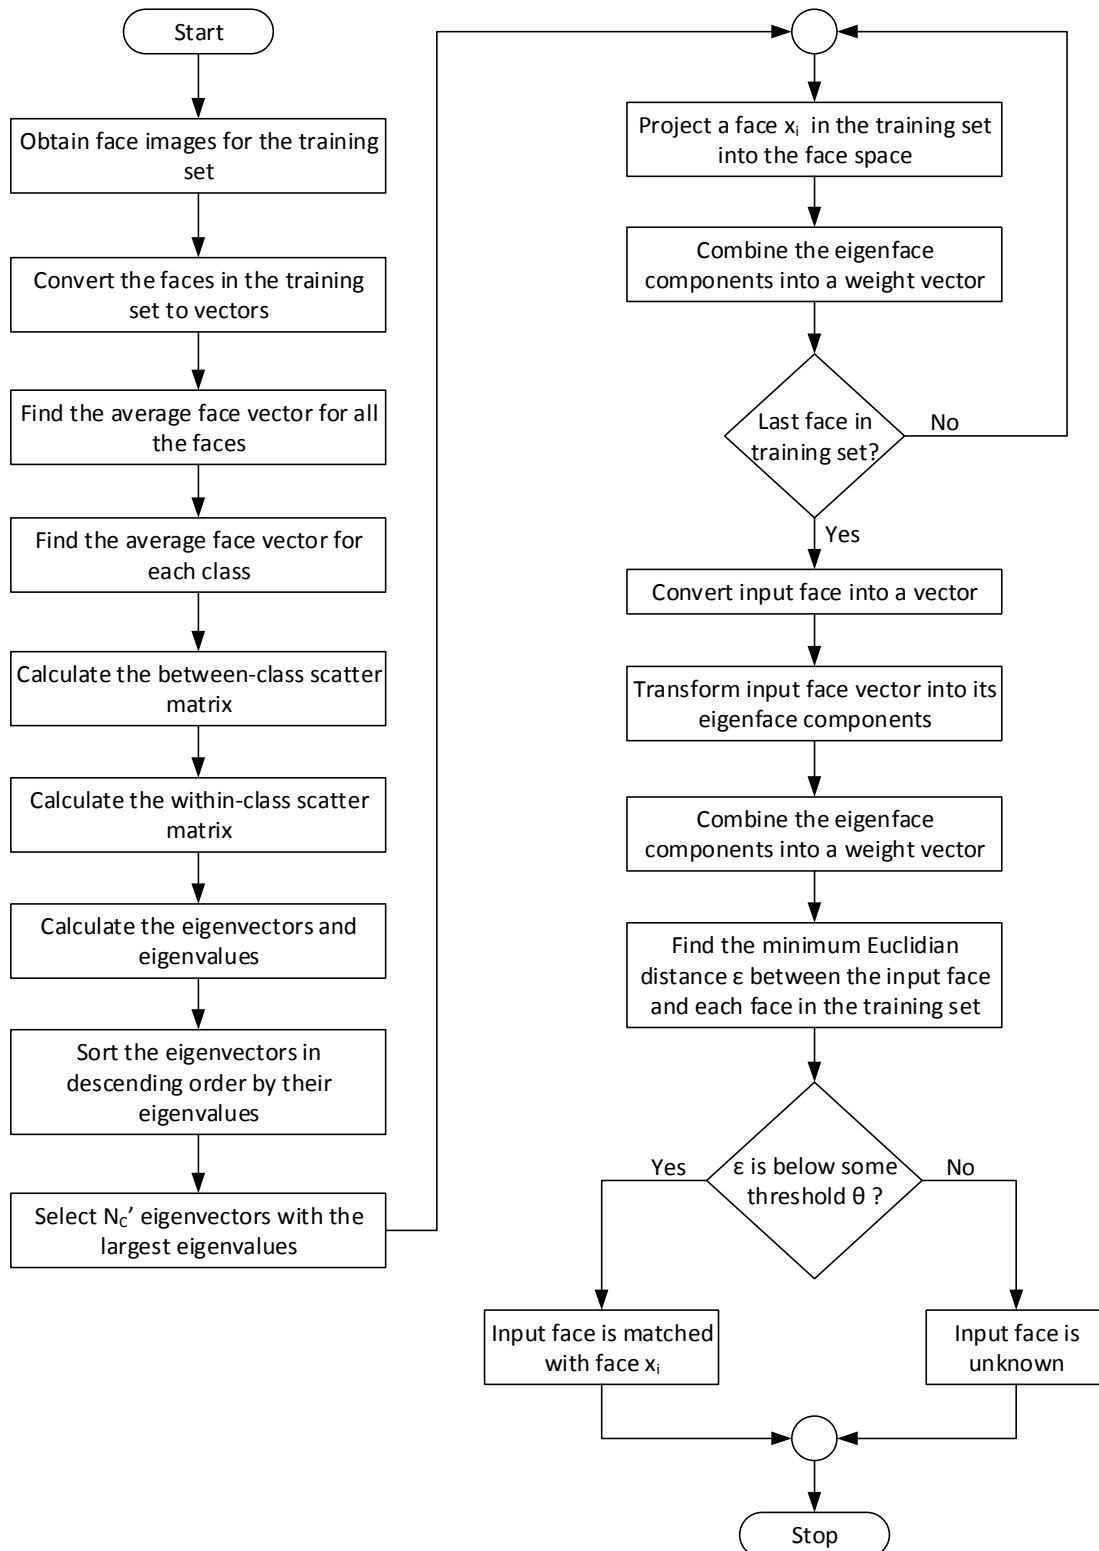 Start
Obtain face images for the training
set
Convert the faces in the training
set to vectors
Find the average face vector for all
the faces
Find the average face vector for
each class
Calculate the between-class scatter
matrix
Calculate the within-class scatter
matrix
Calculate the eigenvectors and
eigenvalues
Sort the eigenvectors in
descending order by their
eigenvalues
Select N_C’ eigenvectors with the
largest eigenvalues
Project a face xᵢ in the training set
into the face space
Combine the eigenface
components into a weight vector
Last face in
training set?
No
Yes
Convert input face into a vector
Transform input face vector into its
eigenface components
Combine the eigenface
components into a weight vector
Find the minimum Euclidian
distance ε between the input face
and each face in the training set
ε is below some
threshold θ ?
Yes
No
Input face is matched
with face xᵢ
Input face is
unknown
Stop